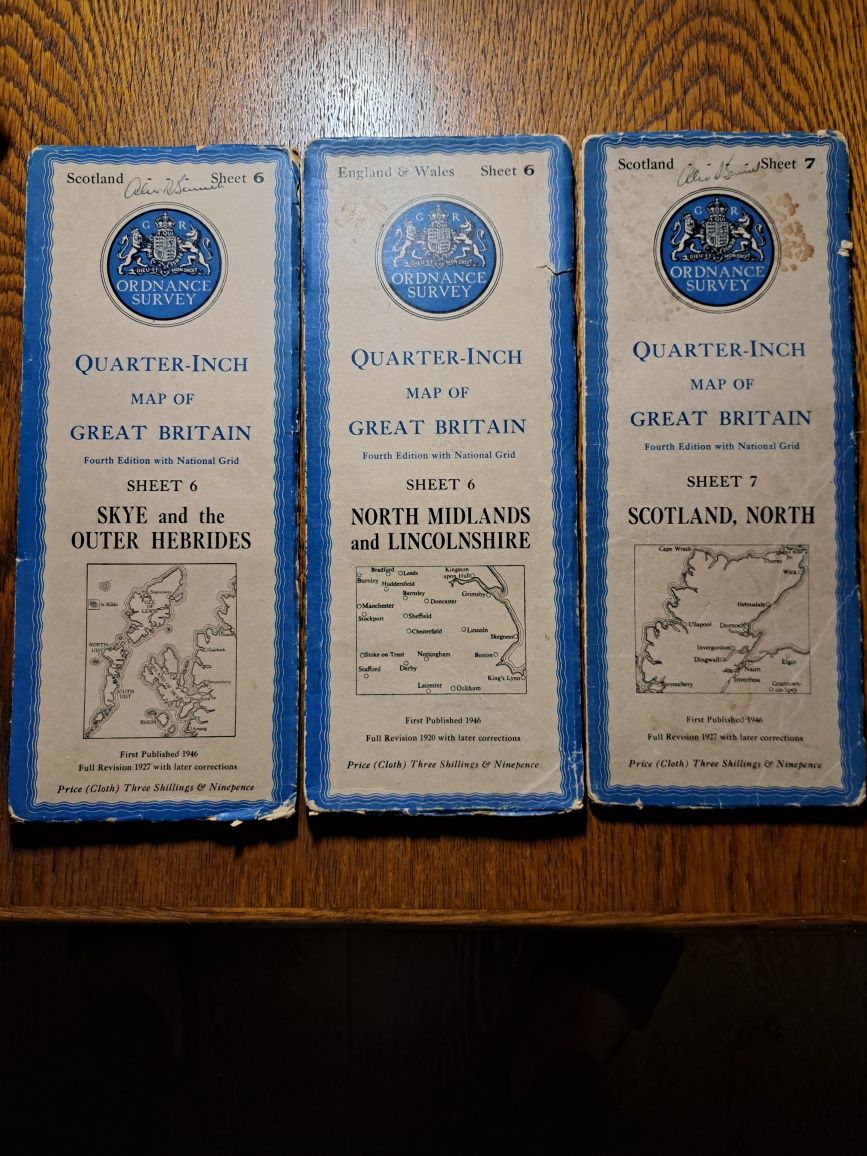 Scotland Sheet 6
G R
DIEU ET MON DROIT
ORDNANCE
SURVEY
QUARTER-INCH
MAP OF
GREAT BRITAIN
Fourth Edition with National Grid
SHEET 6
SKYE and the
OUTER HEBRIDES
St. Kilda
Stornoway
LEWIS
NORTH
UIST
Gairloch
SOUTH
UIST
Stromeferry
RHUM
Arisaig
First Published 1946
Full Revision 1927 with later corrections
Price (Cloth) Three Shillings & Ninepence
England & Wales Sheet 6
G R
DIEU ET MON DROIT
ORDNANCE
SURVEY
QUARTER-INCH
MAP OF
GREAT BRITAIN
Fourth Edition with National Grid
SHEET 6
NORTH MIDLANDS
and LINCOLNSHIRE
Bradford Leeds Kingston
Burnley upon Hull
Huddersfield
Barnsley Grimsby
Doncaster
Manchester
Stockport Sheffield
Chesterfield Lincoln
Skegness
Stoke on Trent Nottingham Boston
Stafford Derby
King's Lynn
Leicester Oakham
First Published 1946
Full Revision 1920 with later corrections
Price (Cloth) Three Shillings & Ninepence
Scotland Sheet 7
G R
DIEU ET MON DROIT
ORDNANCE
SURVEY
QUARTER-INCH
MAP OF
GREAT BRITAIN
Fourth Edition with National Grid
SHEET 7
SCOTLAND, NORTH
Cape Wrath
Thurso
Wick
Helmsdale
Ullapool Dornoch
Invergordon
Dingwall Elgin
Nairn
Stromeferry Inverness Grantown-
on-Spey
First Published 1946
Full Revision 1927 with later corrections
Price (Cloth) Three Shillings & Ninepence